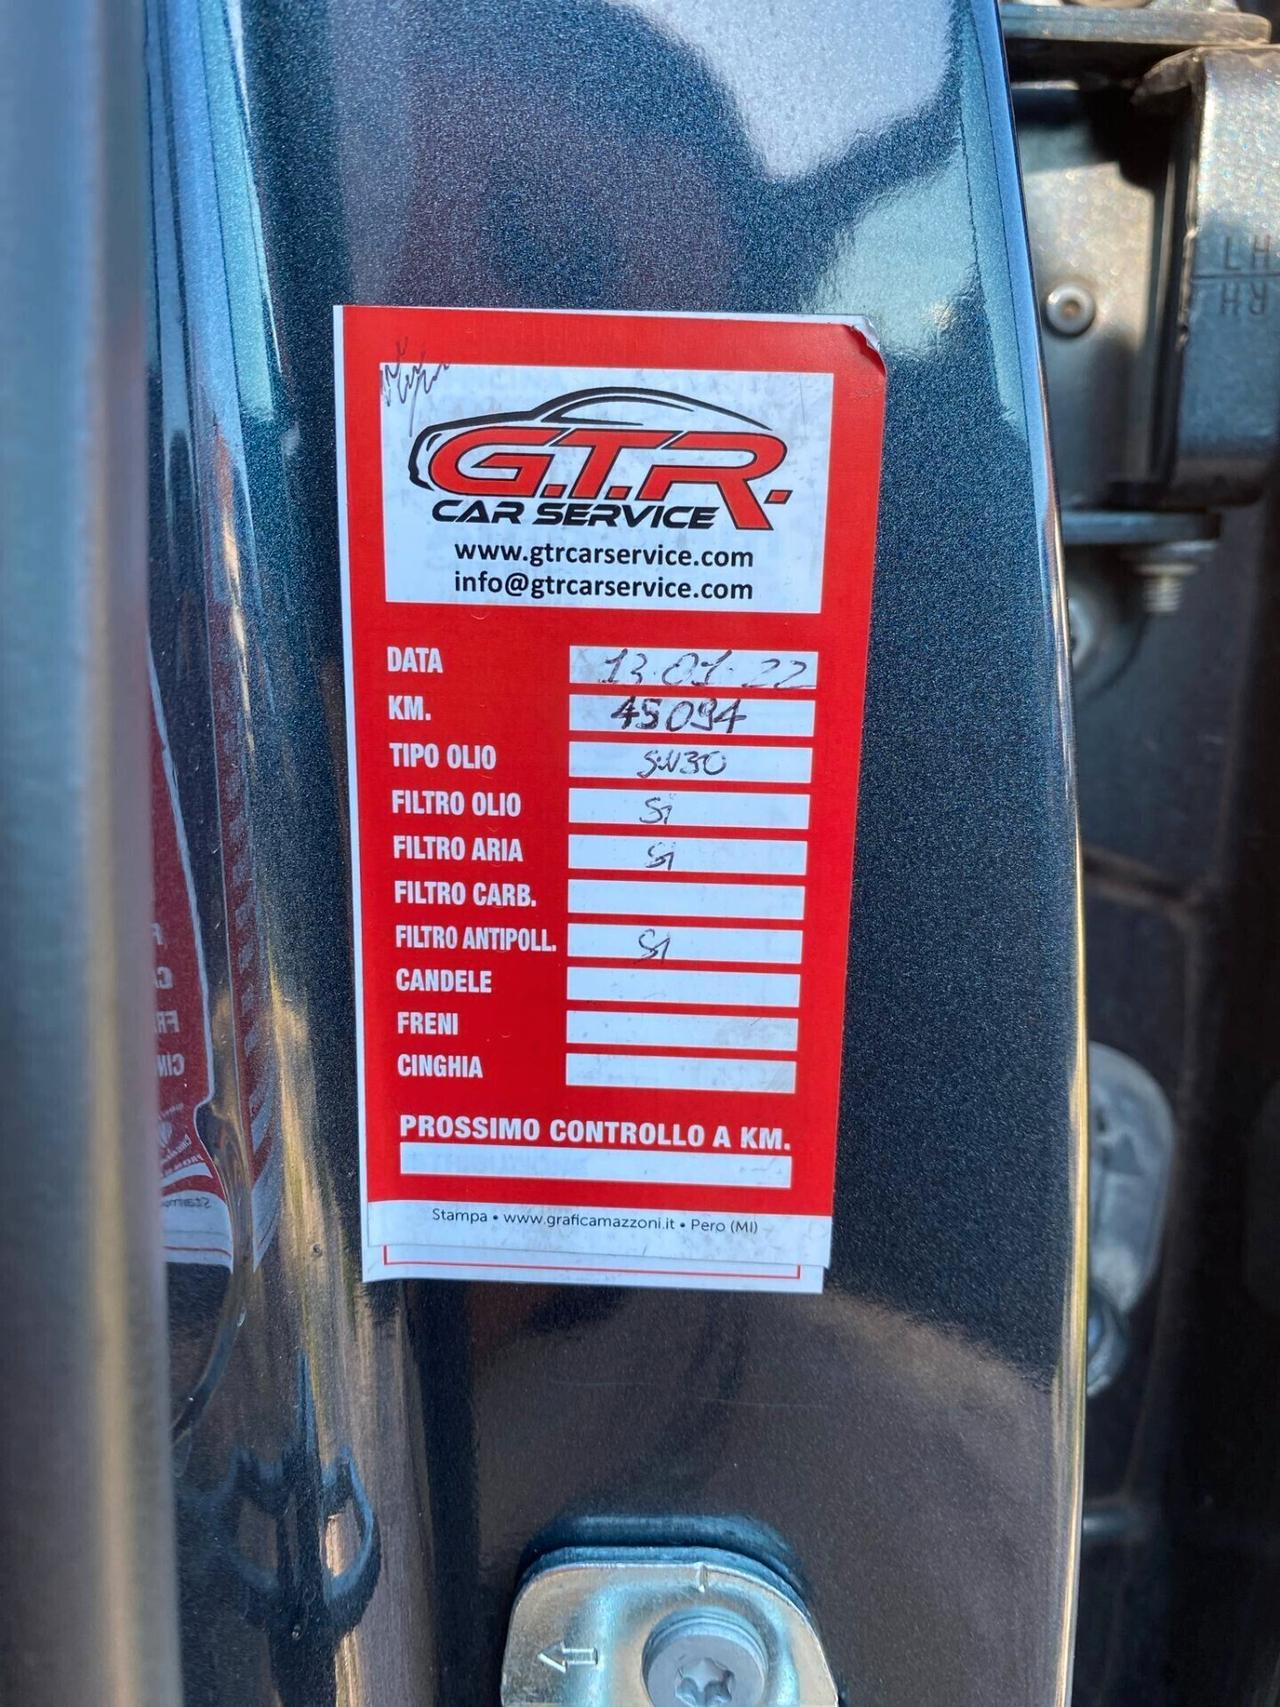 G.T.R.
CAR SERVICE
www.gtrcarservice.com
info@gtrcarservice.com
DATA 13.01.22
KM. 45094
TIPO OLIO 5W30
FILTRO OLIO SI
FILTRO ARIA SI
FILTRO CARB.
FILTRO ANTIPOLL. SI
CANDELE
FRENI
CINGHIA
PROSSIMO CONTROLLO A KM.
Stampa • www.graficamazzoni.it • Pero (MI)
LH